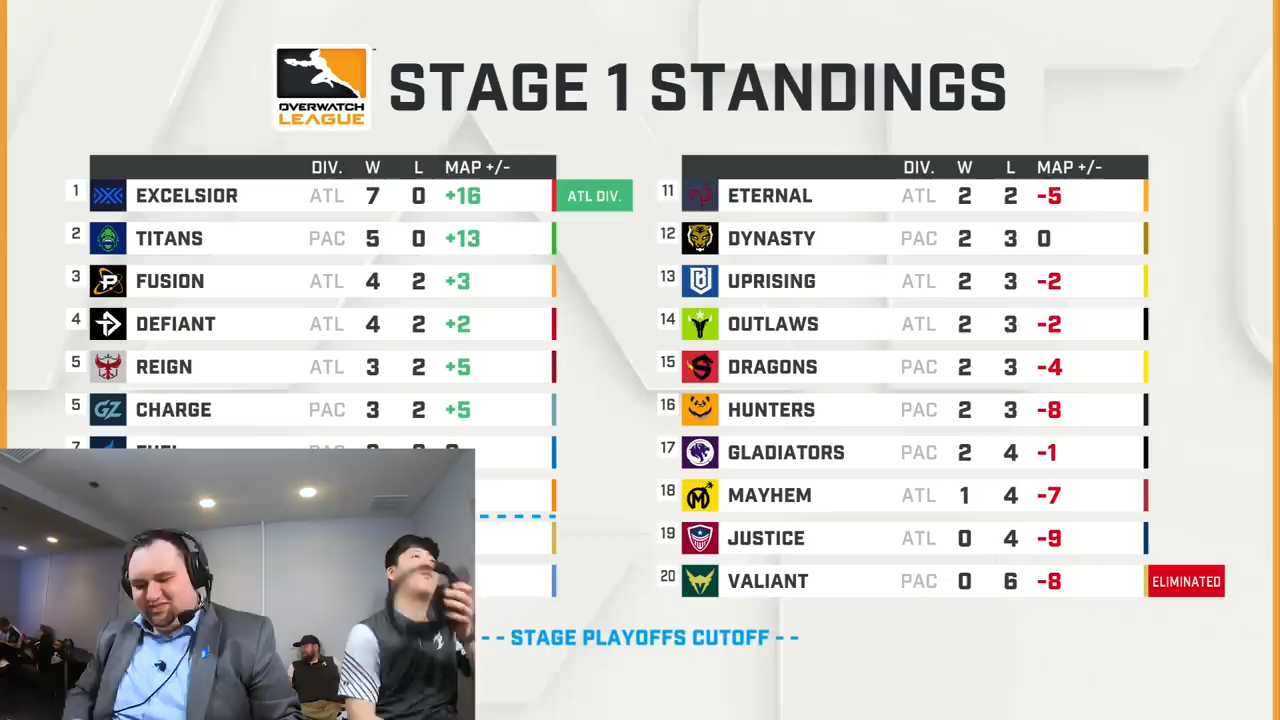 OVERWATCH
LEAGUE
STAGE 1 STANDINGS
DIV. W L MAP +/-
1 EXCELSIOR ATL 7 0 +16 ATL DIV.
2 TITANS PAC 5 0 +13
3 FUSION ATL 4 2 +3
4 DEFIANT ATL 4 2 +2
5 REIGN ATL 3 2 +5
5 GZ CHARGE PAC 3 2 +5
7
DIV. W L MAP +/-
11 ETERNAL ATL 2 2 -5
12 DYNASTY PAC 2 3 0
13 UPRISING ATL 2 3 -2
14 OUTLAWS ATL 2 3 -2
15 DRAGONS PAC 2 3 -4
16 HUNTERS PAC 2 3 -8
17 GLADIATORS PAC 2 4 -1
18 MAYHEM ATL 1 4 -7
19 JUSTICE ATL 0 4 -9
20 VALIANT PAC 0 6 -8 ELIMINATED
- - STAGE PLAYOFFS CUTOFF - -